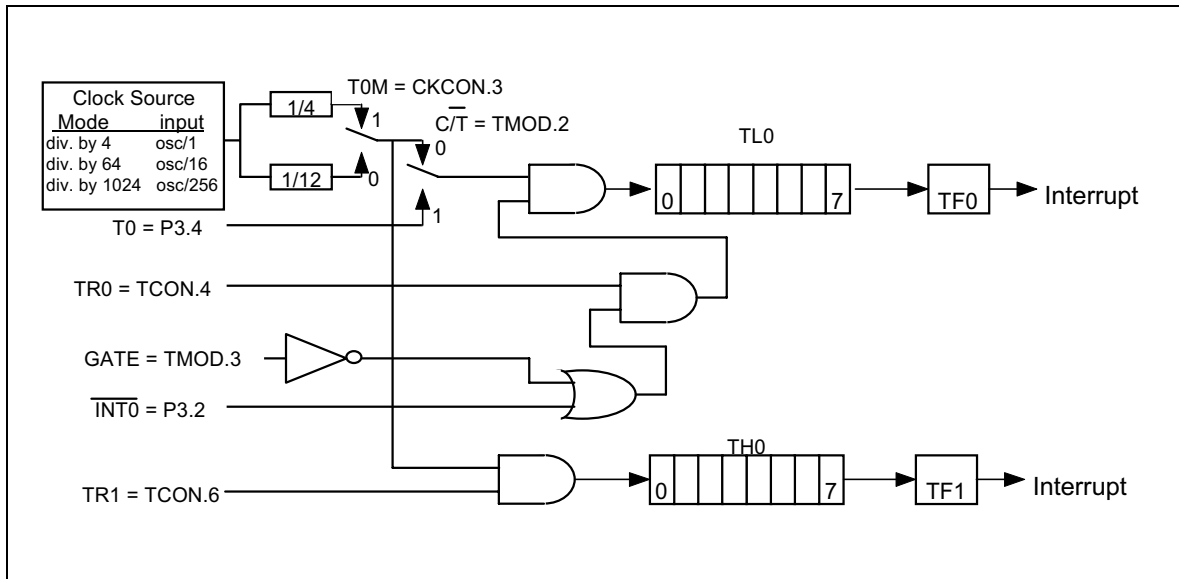 Clock Source
Mode input
div. by 4 osc/1
div. by 64 osc/16
div. by 1024 osc/256
1/4
1/12
T0M = CKCON.3
1
0
C/T̅ = TMOD.2
0
1
T0 = P3.4
TL0
0 7
TF0
Interrupt
TR0 = TCON.4
GATE = TMOD.3
I̅N̅T̅0̅ = P3.2
TR1 = TCON.6
TH0
0 7
TF1
Interrupt